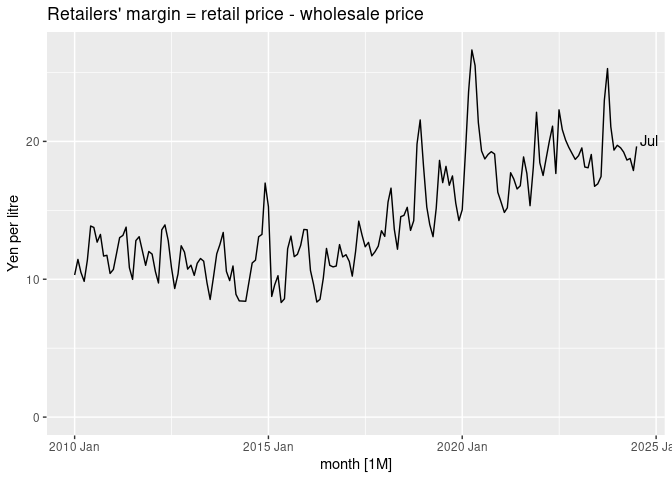 Retailers' margin = retail price - wholesale price
Yen per litre
20
10
0
Jul
2010 Jan
2015 Jan
2020 Jan
2025 Ja
month [1M]